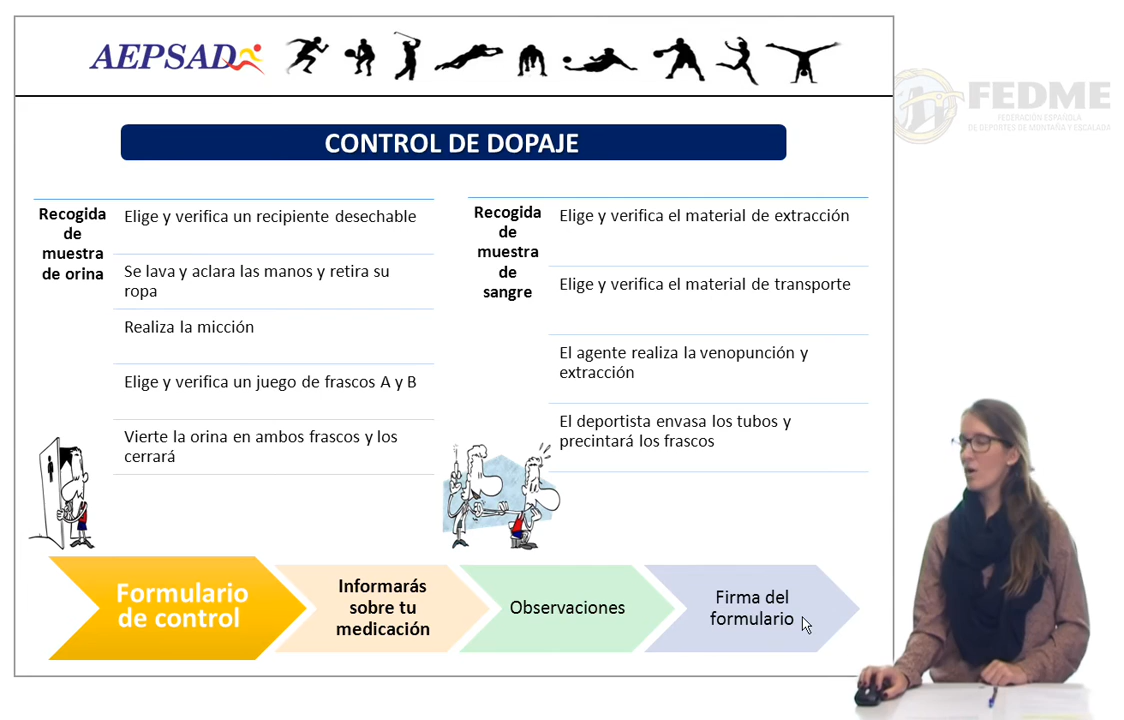 AEPSAD
FEDME
FEDERACIÓN ESPAÑOLA
DE DEPORTES DE MONTAÑA Y ESCALADA
CONTROL DE DOPAJE
Recogida
de
muestra
de orina
Elige y verifica un recipiente desechable
Se lava y aclara las manos y retira su
ropa
Realiza la micción
Elige y verifica un juego de frascos A y B
Vierte la orina en ambos frascos y los
cerrará
Recogida
de
muestra
de
sangre
Elige y verifica el material de extracción
Elige y verifica el material de transporte
El agente realiza la venopunción y
extracción
El deportista envasa los tubos y
precintará los frascos
Formulario
de control
Informarás
sobre tu
medicación
Observaciones
Firma del
formulario